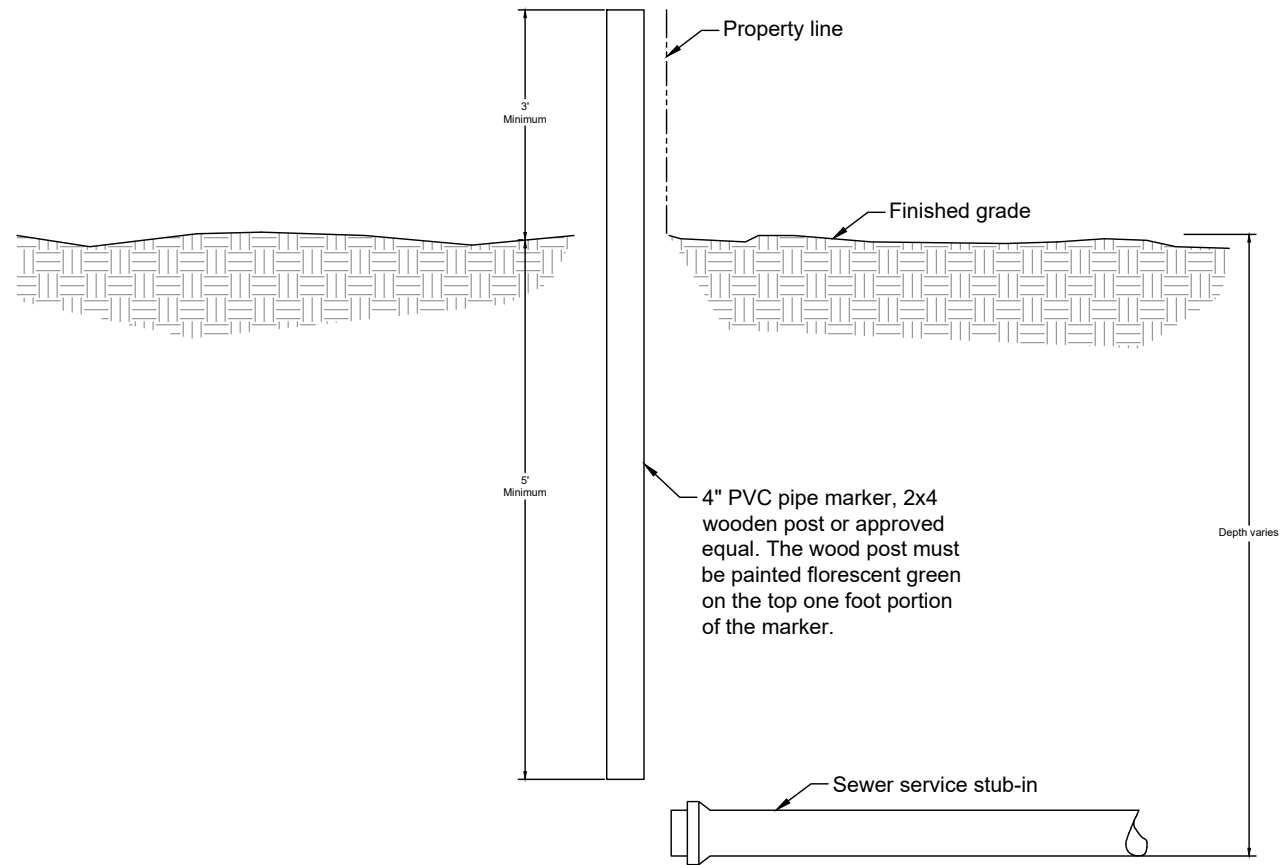 Property line
3'
Minimum
Finished grade
5'
Minimum
4" PVC pipe marker, 2x4
wooden post or approved
equal. The wood post must
be painted florescent green
on the top one foot portion
of the marker.
Depth varies
Sewer service stub-in